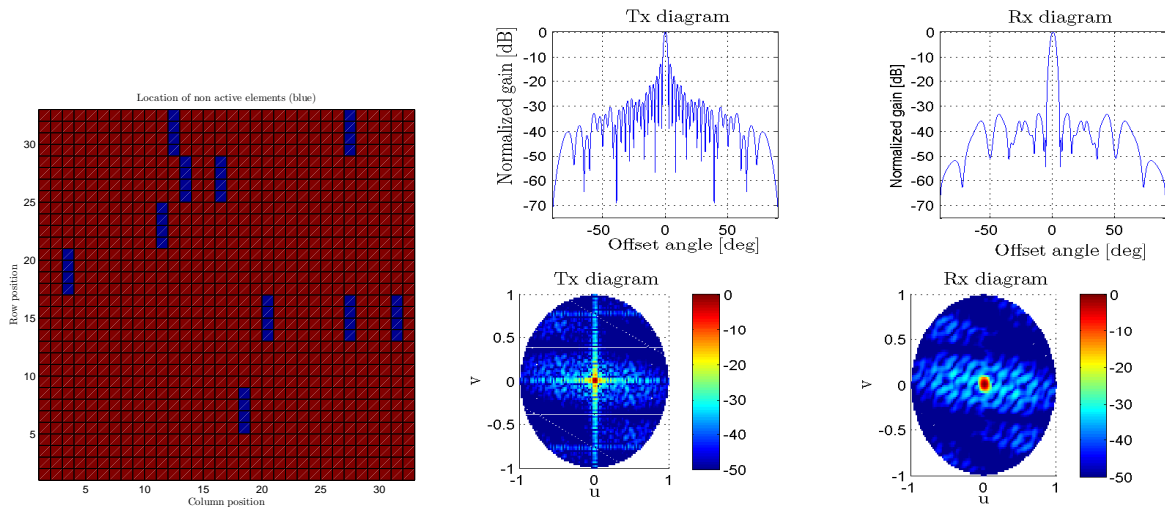 Location of non active elements (blue)
Row position
30
25
20
15
10
5
5 10 15 20 25 30
Column position
Tx diagram
Normalized gain [dB]
0
-10
-20
-30
-40
-50
-60
-70
-50 0 50
Offset angle [deg]
Rx diagram
Normalized gain [dB]
0
-10
-20
-30
-40
-50
-60
-70
-50 0 50
Offset angle [deg]
Tx diagram
v
1
0.5
0
-0.5
-1
-1 0 1
u
0
-10
-20
-30
-40
-50
Rx diagram
v
1
0.5
0
-0.5
-1
-1 0 1
u
0
-10
-20
-30
-40
-50